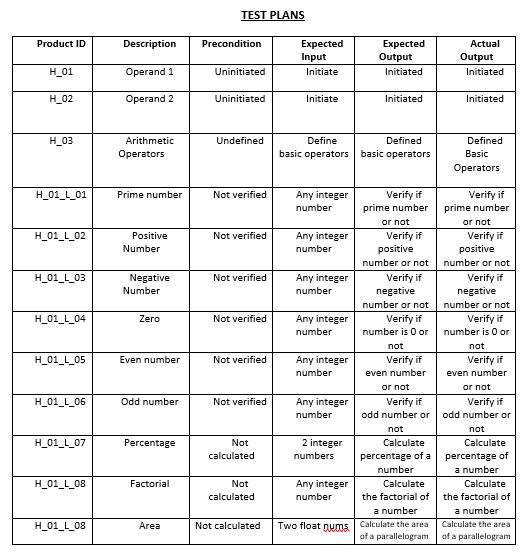 TEST PLANS
Product ID Description Precondition Expected Input Expected Output Actual Output
H_01 Operand 1 Uninitiated Initiate Initiated Initiated
H_02 Operand 2 Uninitiated Initiate Initiated Initiated
H_03 Arithmetic Operators Undefined Define basic operators Defined basic operators Defined Basic Operators
H_01_L_01 Prime number Not verified Any integer number Verify if prime number or not Verify if prime number or not
H_01_L_02 Positive Number Not verified Any integer number Verify if positive number or not Verify if positive number or not
H_01_L_03 Negative Number Not verified Any integer number Verify if negative number or not Verify if negative number or not
H_01_L_04 Zero Not verified Any integer number Verify if number is 0 or not Verify if number is 0 or not
H_01_L_05 Even number Not verified Any integer number Verify if even number or not Verify if even number or not
H_01_L_06 Odd number Not verified Any integer number Verify if odd number or not Verify if odd number or not
H_01_L_07 Percentage Not calculated 2 integer numbers Calculate percentage of a number Calculate percentage of a number
H_01_L_08 Factorial Not calculated Any integer number Calculate the factorial of a number Calculate the factorial of a number
H_01_L_08 Area Not calculated Two float nums Calculate the area of a parallelogram Calculate the area of a parallelogram